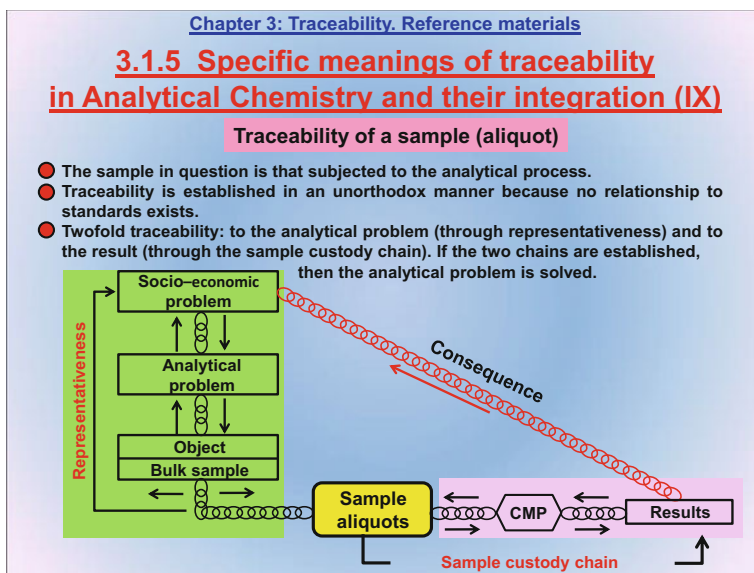 Chapter 3: Traceability. Reference materials
3.1.5 Specific meanings of traceability
in Analytical Chemistry and their integration (IX)
Traceability of a sample (aliquot)
The sample in question is that subjected to the analytical process.
Traceability is established in an unorthodox manner because no relationship to
standards exists.
Twofold traceability: to the analytical problem (through representativeness) and to
the result (through the sample custody chain). If the two chains are established,
then the analytical problem is solved.
Socio–economic
problem
Representativeness
Analytical
problem
Object
Bulk sample
Consequence
Sample
aliquots
CMP
Results
Sample custody chain